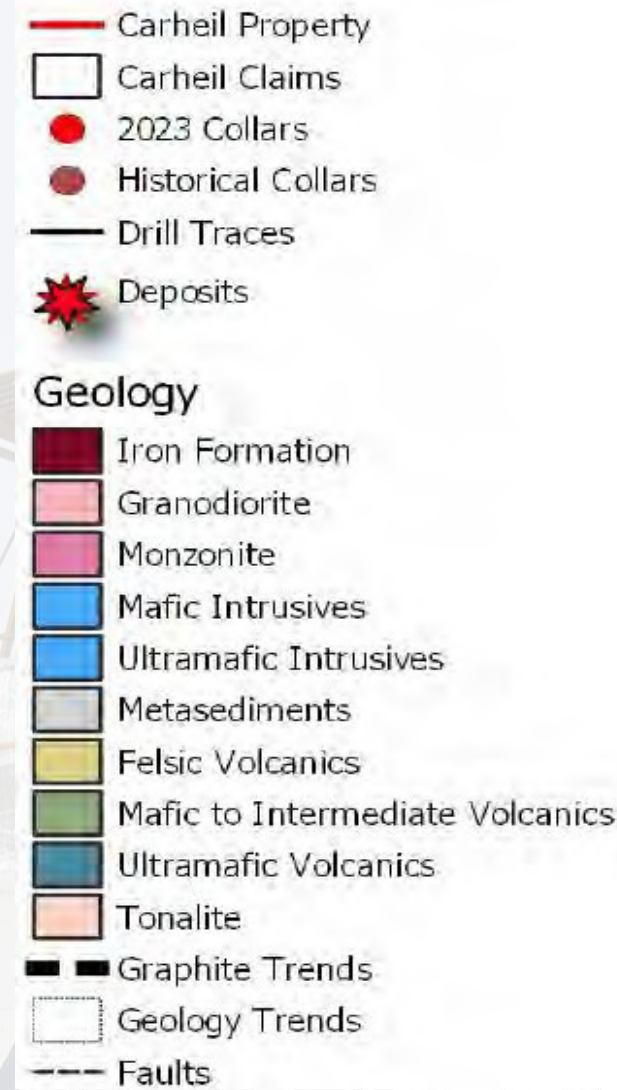 Carheil Property
Carheil Claims
2023 Collars
Historical Collars
Drill Traces
Deposits
Geology
Iron Formation
Granodiorite
Monzonite
Mafic Intrusives
Ultramafic Intrusives
Metasediments
Felsic Volcanics
Mafic to Intermediate Volcanics
Ultramafic Volcanics
Tonalite
Graphite Trends
Geology Trends
Faults